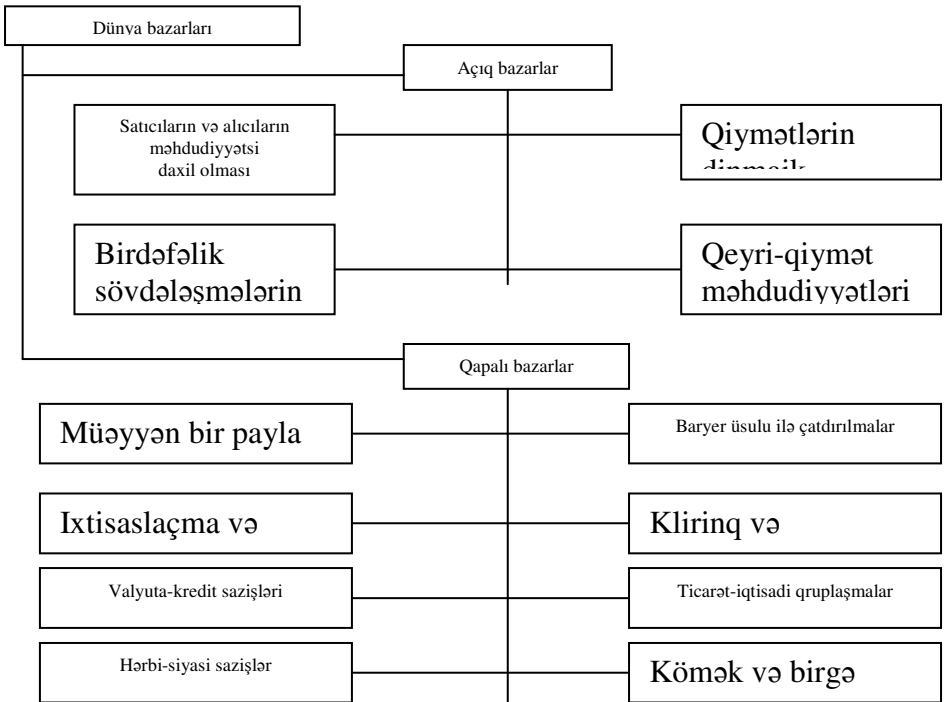 Dünya bazarları
Açıq bazarlar
Satıcıların və alıcıların
məhdudiyyətsi
daxil olması
Qiymətlərin
Birdəfəlik
sövdələşmələrin
Qeyri-qiymət
məhdudiyyətləri
Qapalı bazarlar
Müəyyən bir payla
Baryer üsulu ilə çatdırılmalar
Ixtisaslaçma və
Klirinq və
Valyuta-kredit sazişləri
Ticarət-iqtisadi qruplaşmalar
Hərbi-siyasi sazişlər
Kömək və birgə